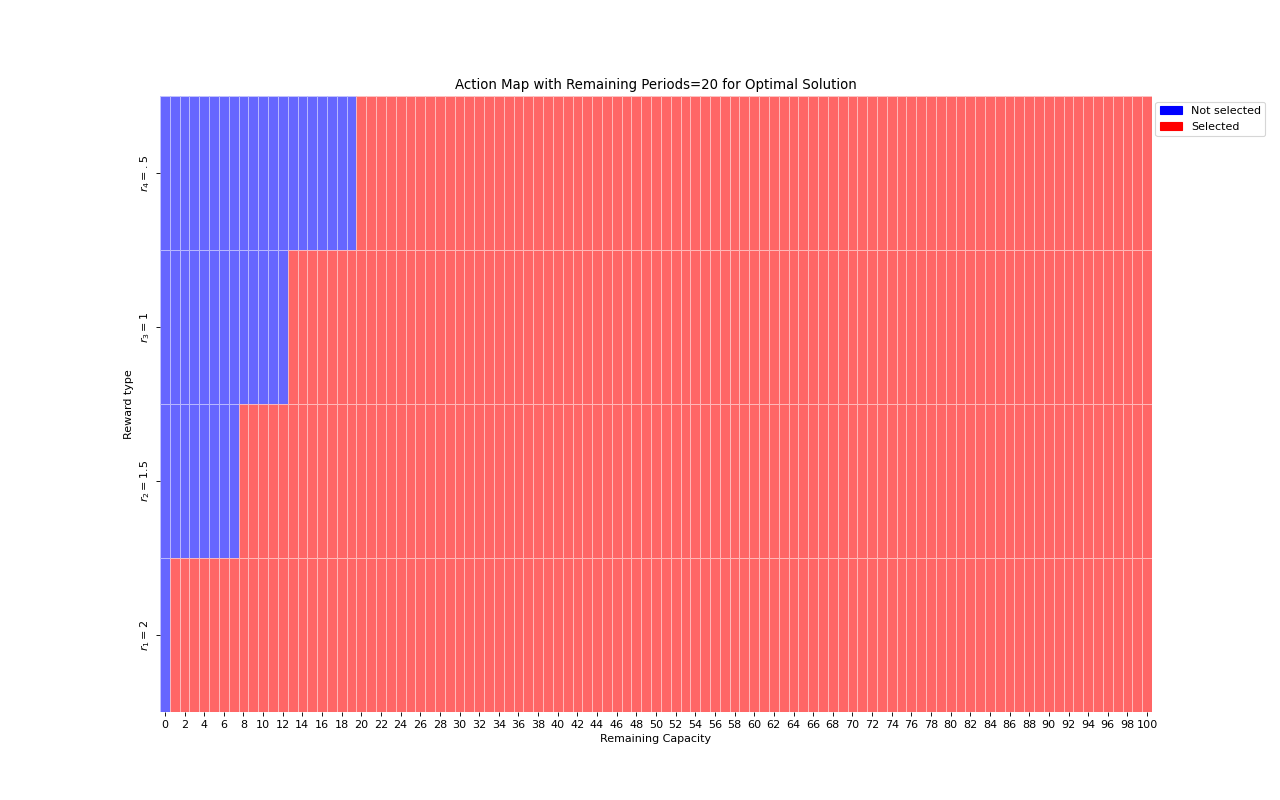 Action Map with Remaining Periods=20 for Optimal Solution
Not selected
Selected
Reward type
r₄ = .5
r₃ = 1
r₂ = 1.5
r₁ = 2
0 2 4 6 8 10 12 14 16 18 20 22 24 26 28 30 32 34 36 38 40 42 44 46 48 50 52 54 56 58 60 62 64 66 68 70 72 74 76 78 80 82 84 86 88 90 92 94 96 98 100
Remaining Capacity